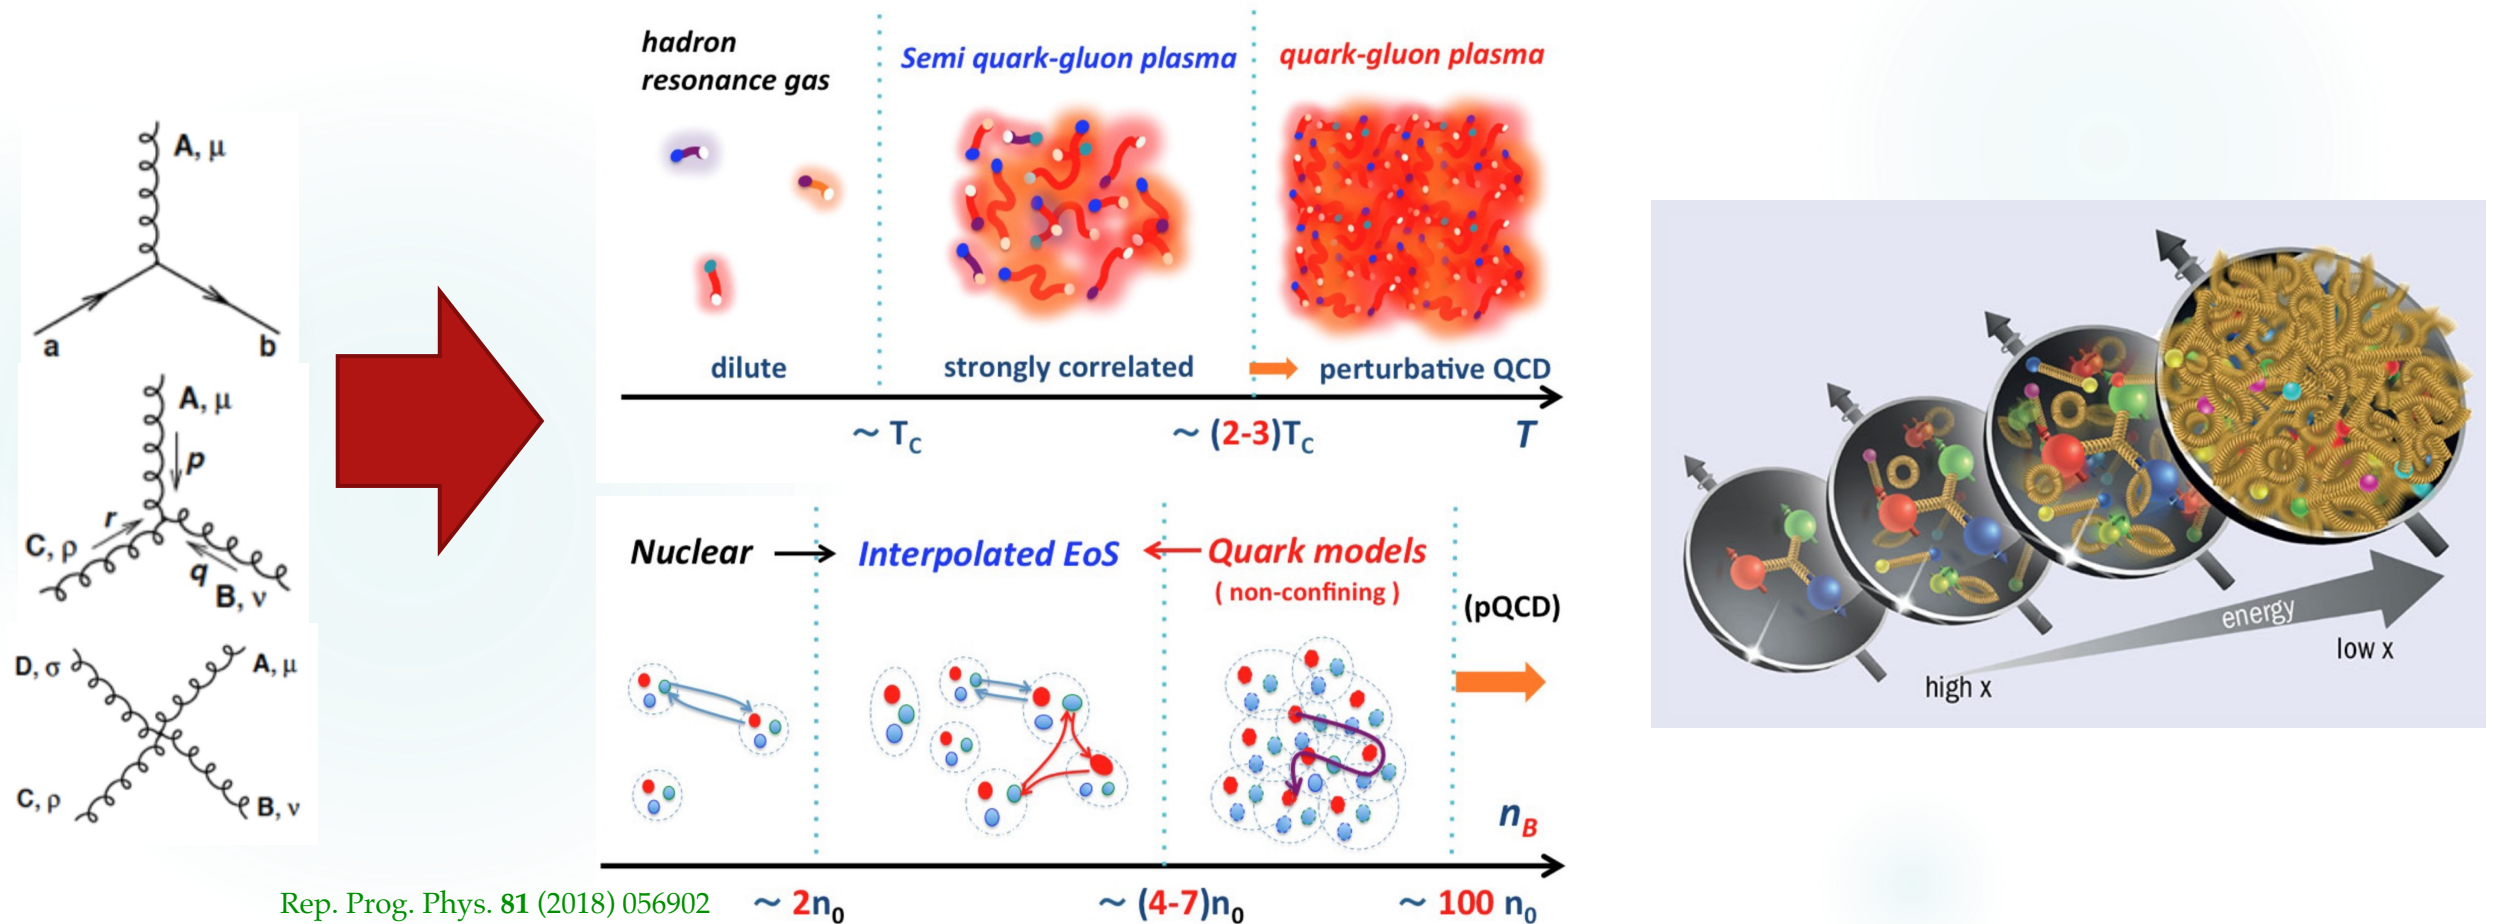 A, μ
a
b
A, μ
p
r
C, ρ
q
B, ν
D, σ
A, μ
C, ρ
B, ν
hadron
resonance gas
Semi quark-gluon plasma
quark-gluon plasma
dilute
strongly correlated
perturbative QCD
~ T_C
~ (2-3)T_C
T
Nuclear
Interpolated EoS
Quark models
( non-confining )
(pQCD)
n_B
~ 2n_0
~ (4-7)n_0
~ 100 n_0
Rep. Prog. Phys. 81 (2018) 056902
energy
low x
high x